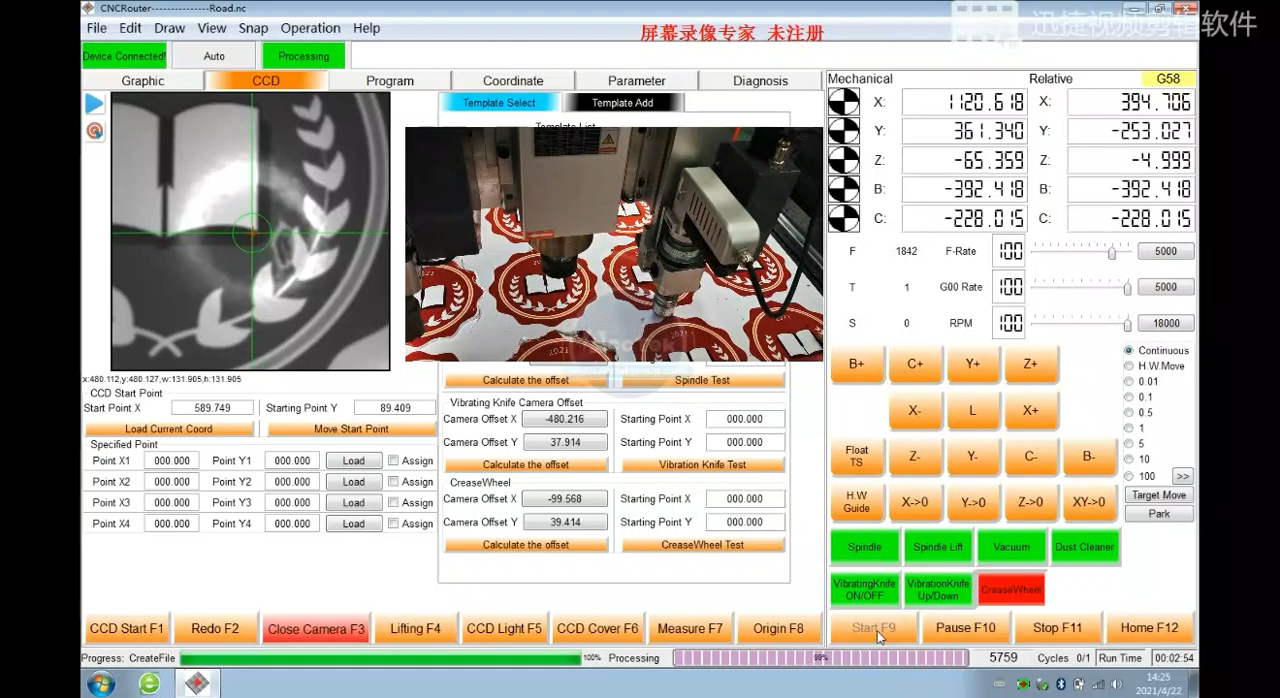 CNCRouter---------------Road.nc
迅捷视频剪辑软件
File Edit Draw View Snap Operation Help
屏幕录像专家 未注册
Device Connected! Auto Processing
Graphic CCD Program Coordinate Parameter Diagnosis
Mechanical Relative G58
Template Select Template Add
Template List
X: 1120.618 X: 394.706
Y: 361.340 Y: -253.027
Z: -65.359 Z: -4.999
B: -392.418 B: -392.418
C: -228.015 C: -228.015
F 1842 F-Rate 100 5000
T 1 G00 Rate 100 5000
S 0 RPM 100 18000
2021
2021
x:480.112,y:480.127,w:131.905,h:131.905
CCD Start Point
Start Point X 589.749 Starting Point Y 89.409
Load Current Coord Move Start Point
Specified Point
Point X1 000.000 Point Y1 000.000 Load Assign
Point X2 000.000 Point Y2 000.000 Load Assign
Point X3 000.000 Point Y3 000.000 Load Assign
Point X4 000.000 Point Y4 000.000 Load Assign
Calculate the offset Spindle Test
Vibrating Knife Camera Offset
Camera Offset X -480.216 Starting Point X 000.000
Camera Offset Y 37.914 Starting Point Y 000.000
Calculate the offset Vibration Knife Test
CreaseWheel
Camera Offset X -99.568 Starting Point X 000.000
Camera Offset Y 39.414 Starting Point Y 000.000
Calculate the offset CreaseWheel Test
B+ C+ Y+ Z+
X- L X+
Float TS Z- Y- C- B-
H.W Guide X->0 Y->0 Z->0 XY->0
Continuous
H.W.Move
0.01
0.1
0.5
1
5
10
100 >>
Target Move
Park
Spindle Spindle Lift Vacuum Dust Cleaner
VibratingKnife ON/OFF VibrationKnife Up/Down CreaseWheel
CCD Start F1 Redo F2 Close Camera F3 Lifting F4 CCD Light F5 CCD Cover F6 Measure F7 Origin F8 Start F9 Pause F10 Stop F11 Home F12
Progress: CreateFile 100% Processing 99% 5759 Cycles 0/1 Run Time 00:02:54
14:25
2021/4/22